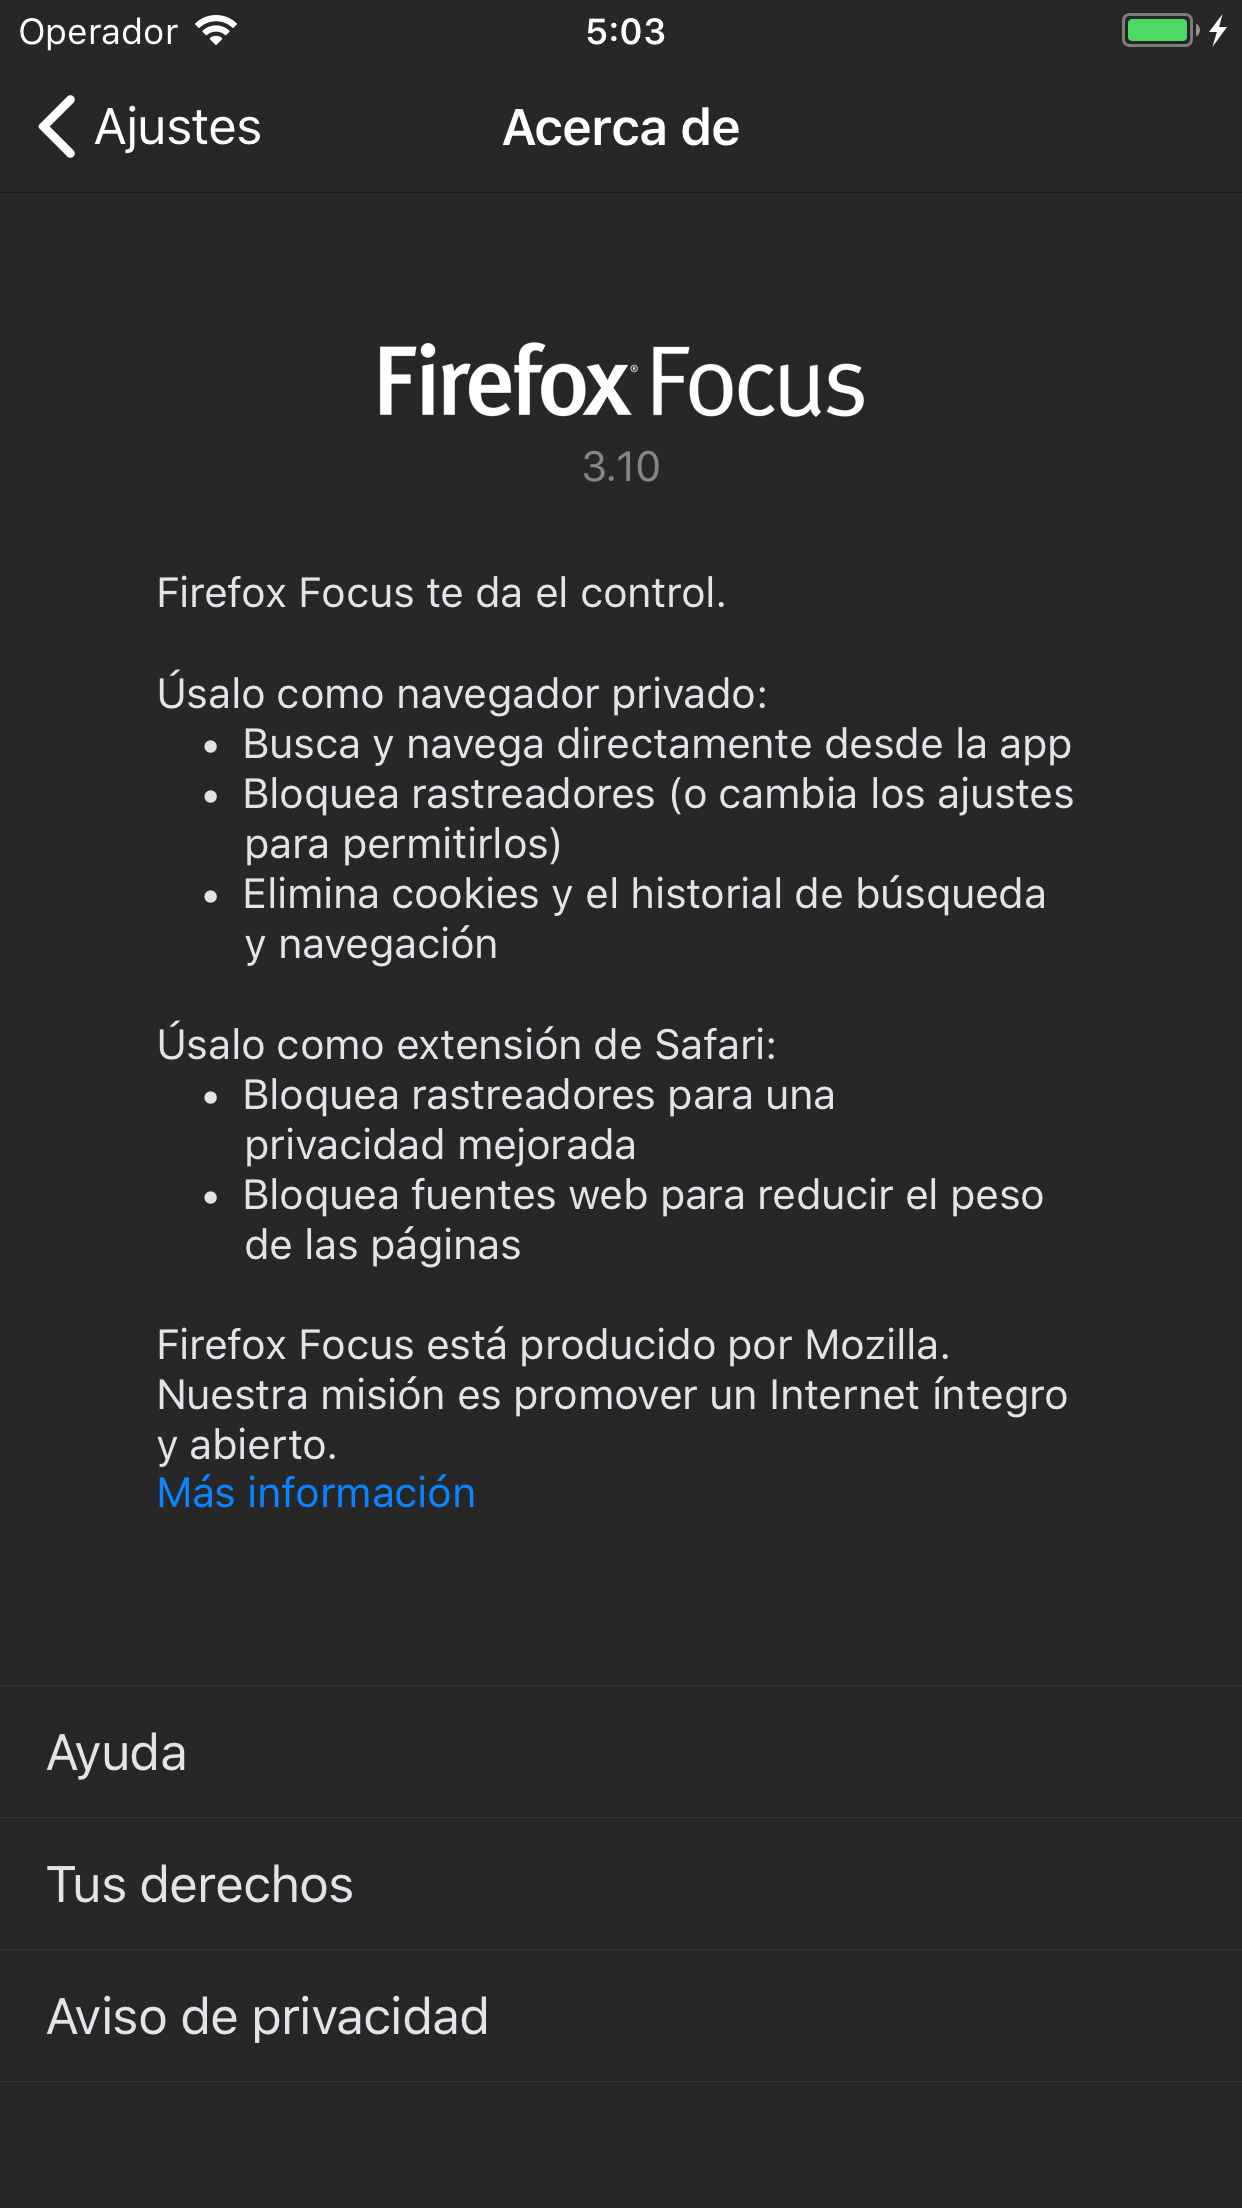 Operador
5:03
Ajustes
Acerca de
Firefox® Focus
3.10
Firefox Focus te da el control.
Úsalo como navegador privado:
• Busca y navega directamente desde la app
• Bloquea rastreadores (o cambia los ajustes
para permitirlos)
• Elimina cookies y el historial de búsqueda
y navegación
Úsalo como extensión de Safari:
• Bloquea rastreadores para una
privacidad mejorada
• Bloquea fuentes web para reducir el peso
de las páginas
Firefox Focus está producido por Mozilla.
Nuestra misión es promover un Internet íntegro
y abierto.
Más información
Ayuda
Tus derechos
Aviso de privacidad